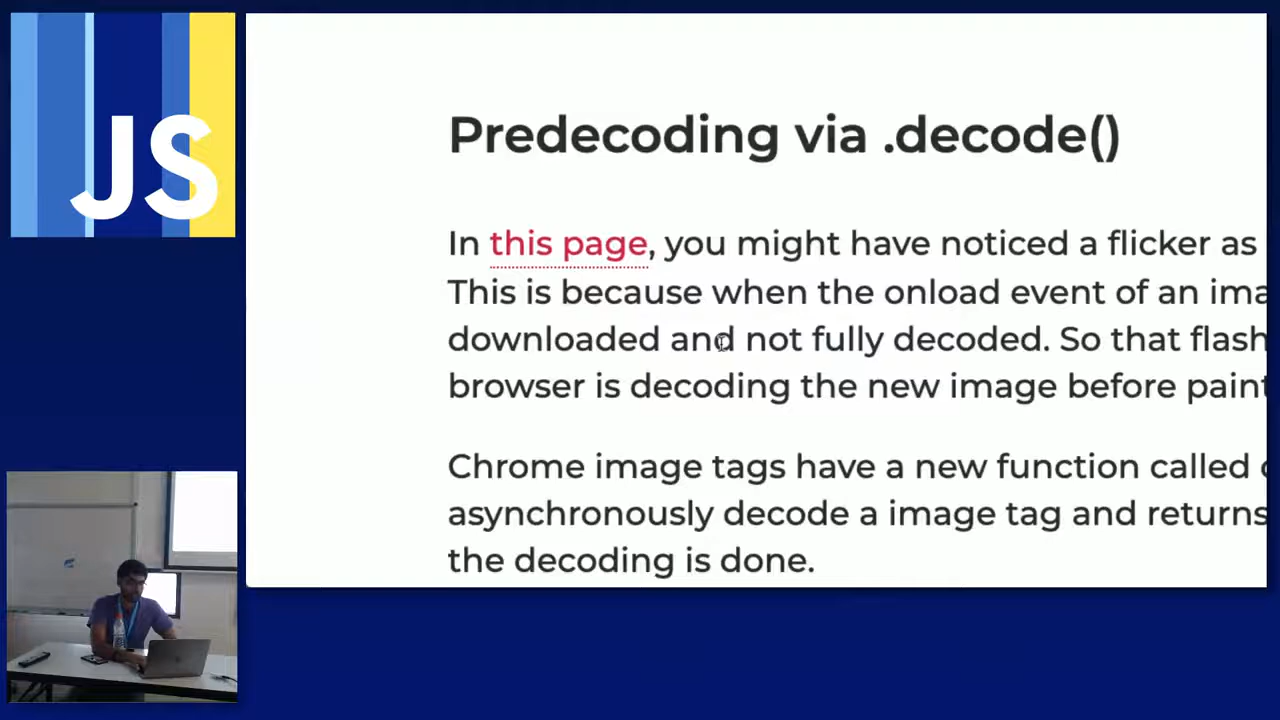 JS
Predecoding via .decode()
In this page, you might have noticed a flicker as
This is because when the onload event of an ima
downloaded and not fully decoded. So that flash
browser is decoding the new image before paint
Chrome image tags have a new function called
asynchronously decode a image tag and returns
the decoding is done.